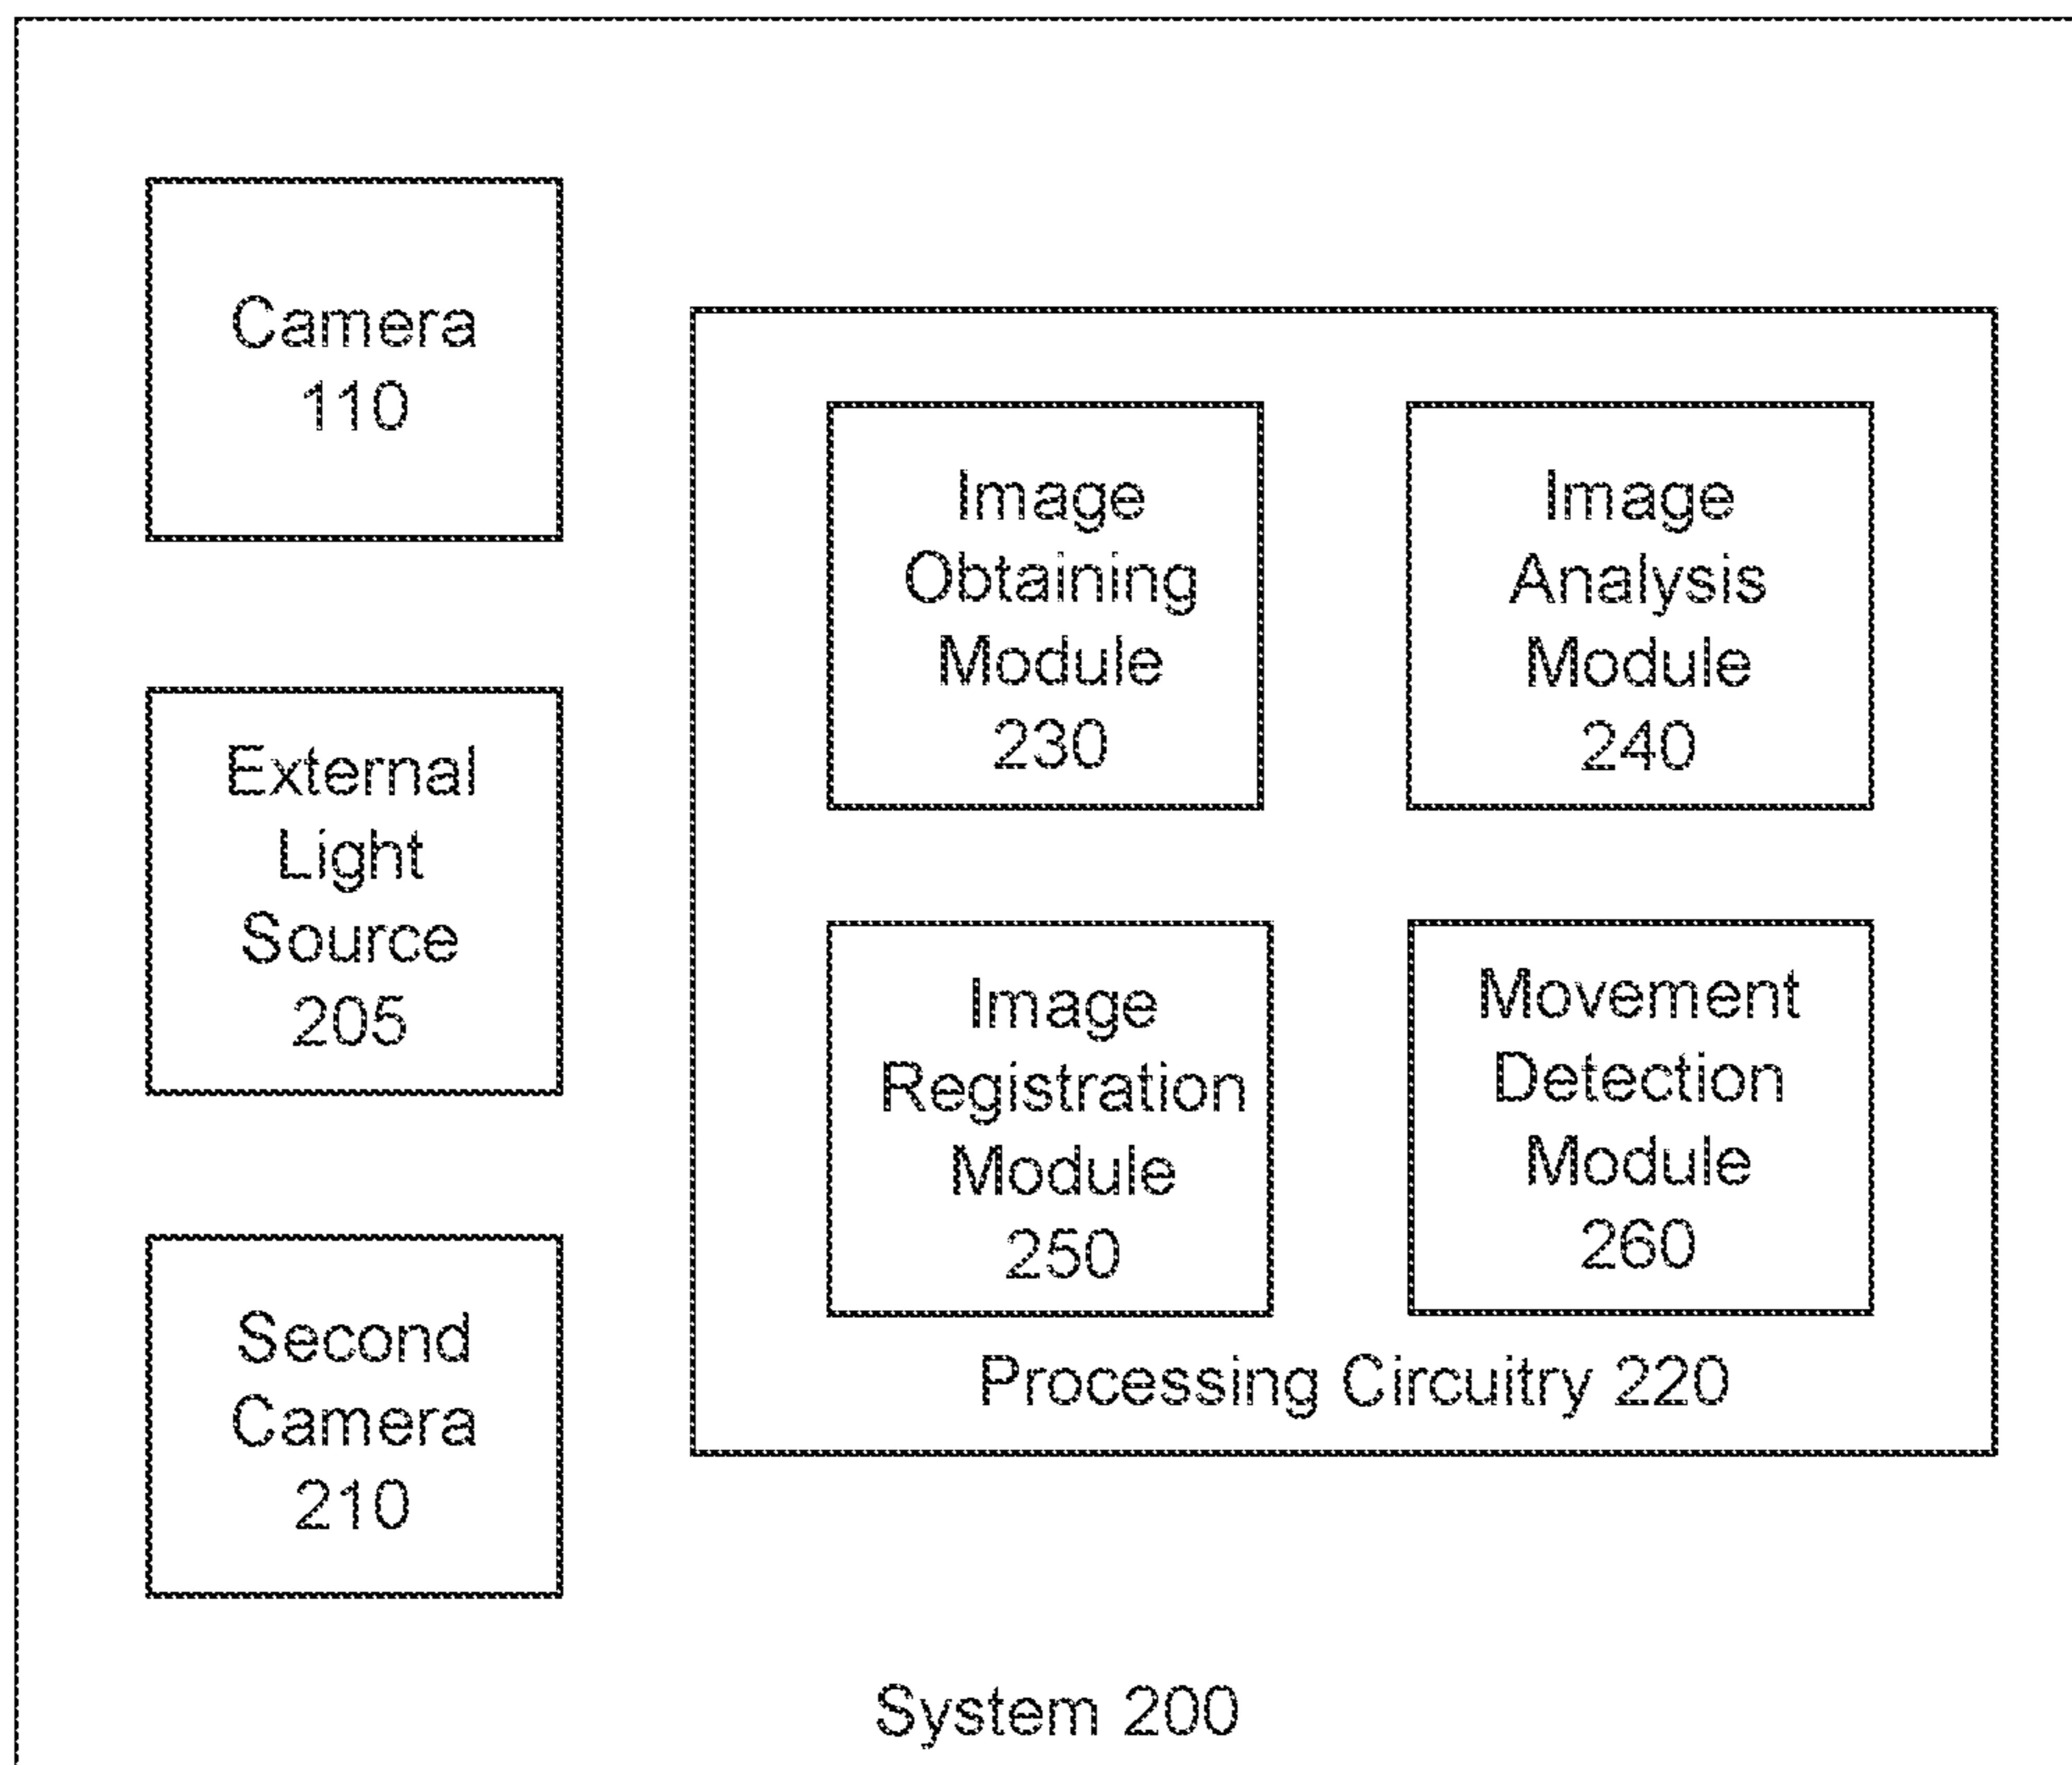 Camera
110
External
Light
Source
205
Second
Camera
210
Image
Obtaining
Module
230
Image
Analysis
Module
240
Image
Registration
Module
250
Movement
Detection
Module
260
Processing Circuitry 220
System 200